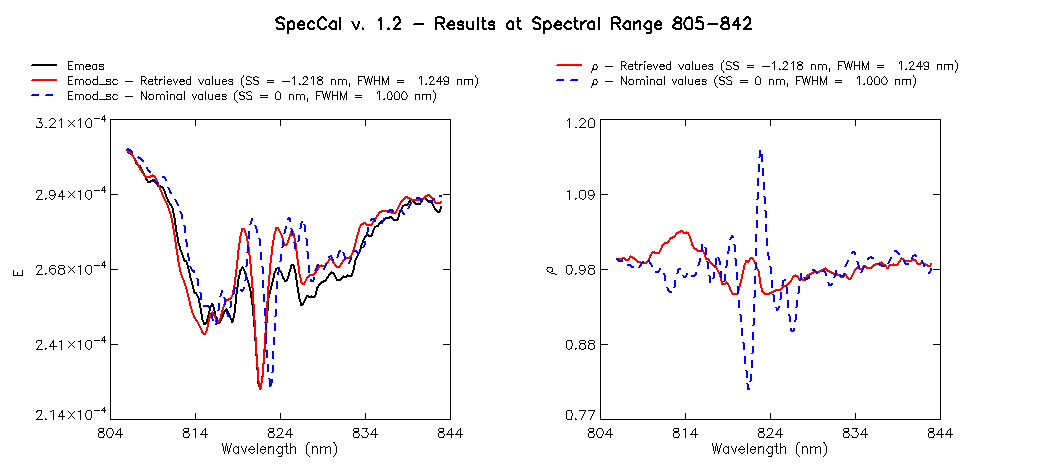 SpecCal v. 1.2 – Results at Spectral Range 805–842
Emeas
Emod_sc – Retrieved values (SS = –1.218 nm, FWHM = 1.249 nm)
Emod_sc – Nominal values (SS = 0 nm, FWHM = 1.000 nm)
3.21×10⁻⁴
2.94×10⁻⁴
2.68×10⁻⁴
2.41×10⁻⁴
2.14×10⁻⁴
E
804 814 824 834 844
Wavelength (nm)
ρ – Retrieved values (SS = –1.218 nm, FWHM = 1.249 nm)
ρ – Nominal values (SS = 0 nm, FWHM = 1.000 nm)
1.20
1.09
0.98
0.88
0.77
ρ
804 814 824 834 844
Wavelength (nm)